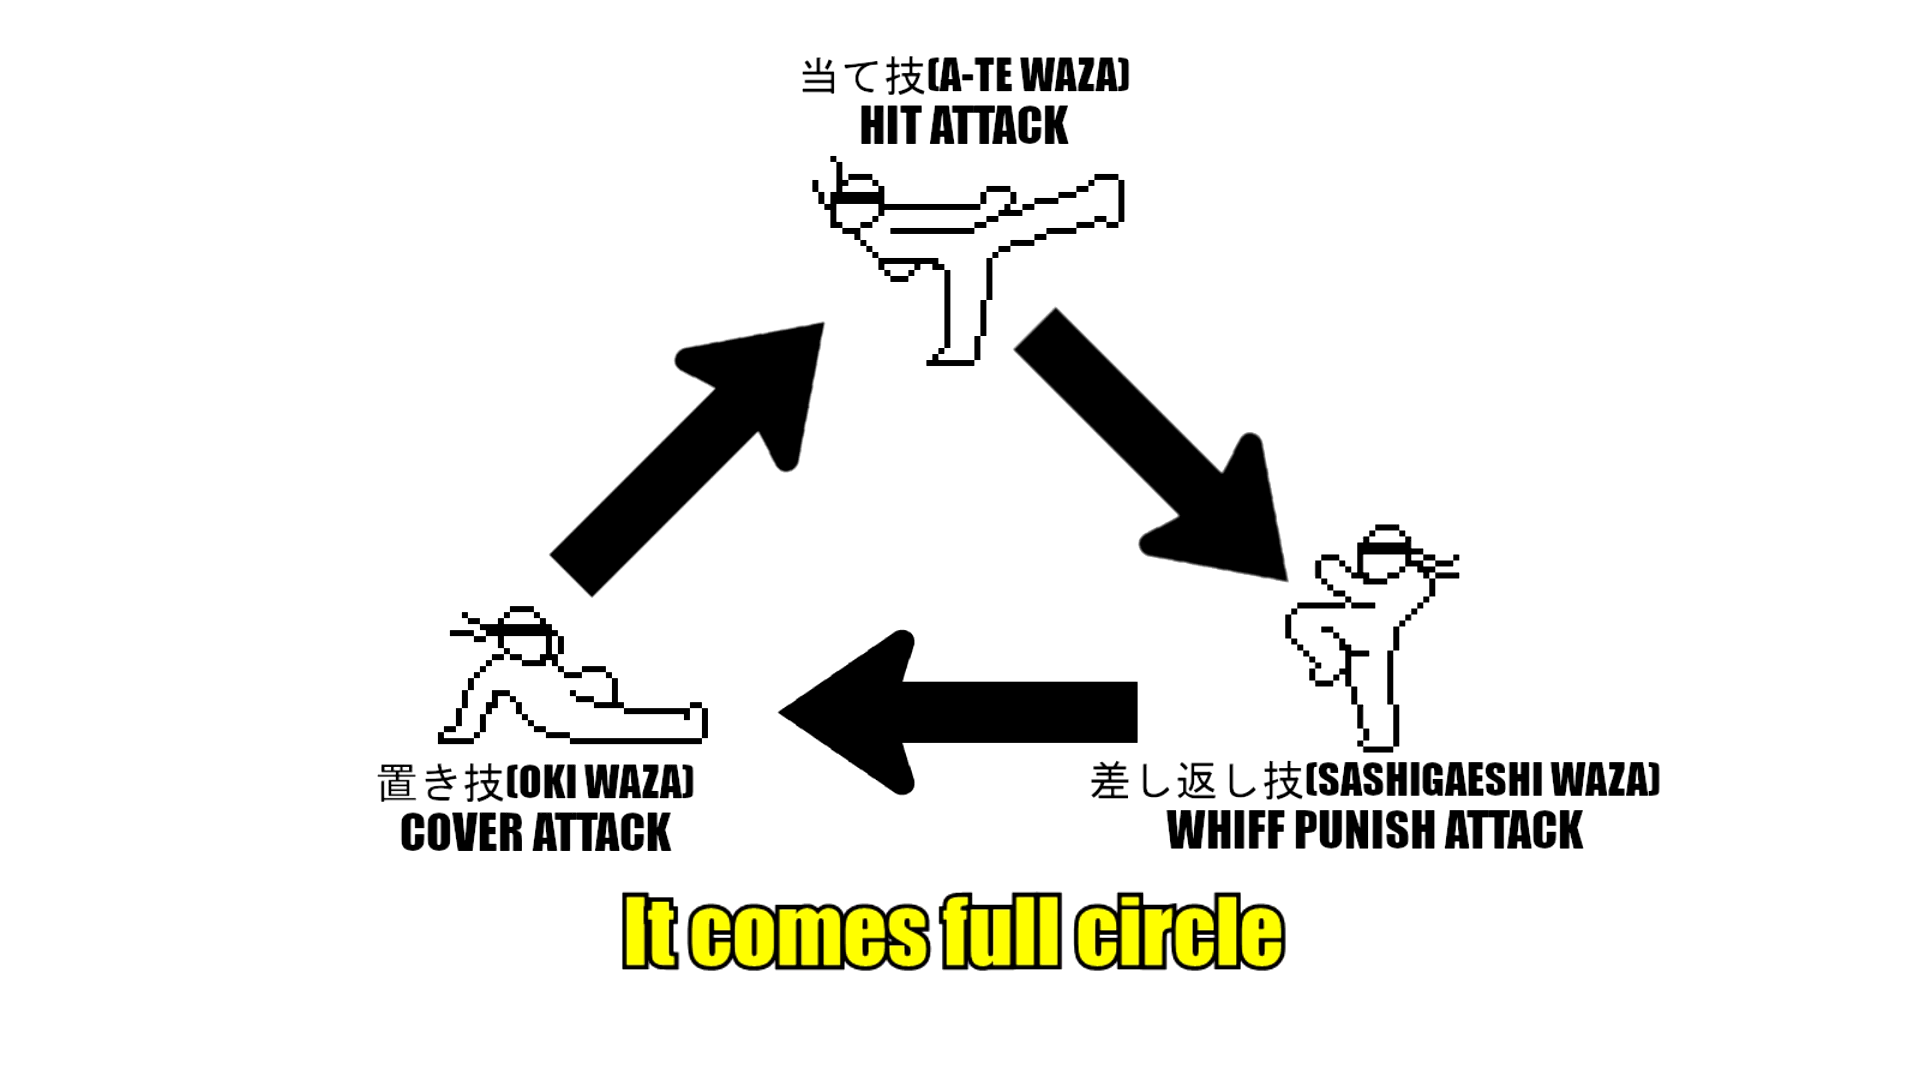 当て技(A-TE WAZA)
HIT ATTACK
置き技(OKI WAZA)
COVER ATTACK
差し返し技(SASHIGAESHI WAZA)
WHIFF PUNISH ATTACK
It comes full circle